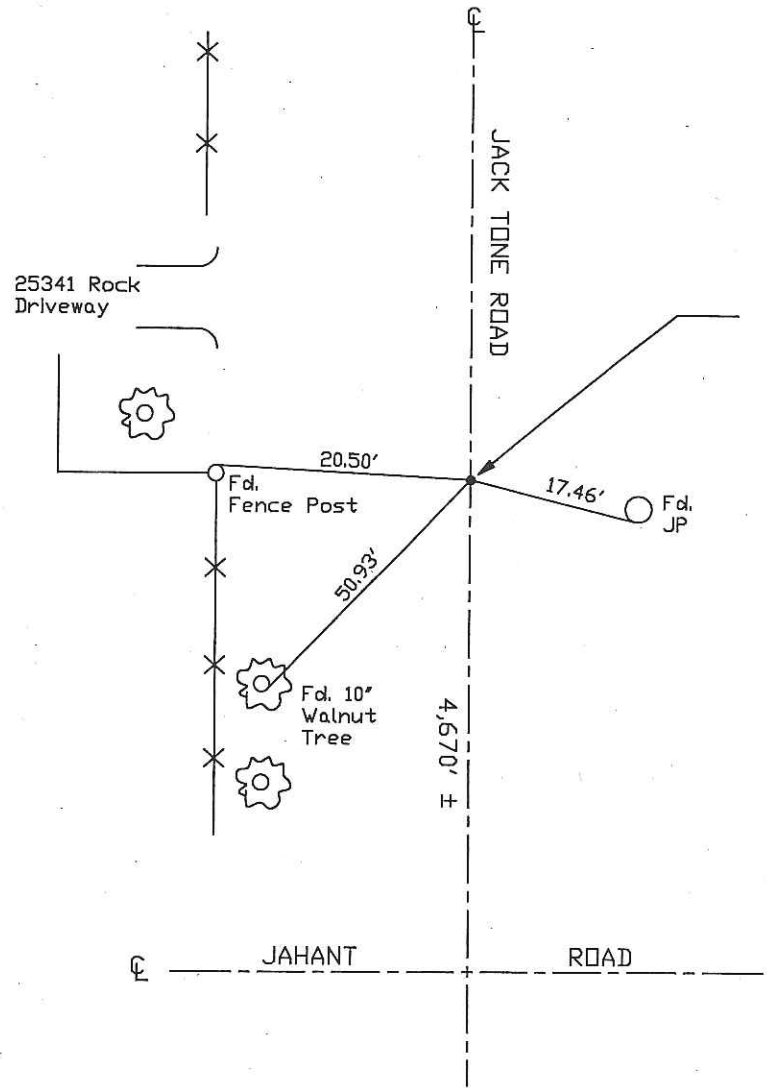 ℄
JACK TONE ROAD
25341 Rock
Driveway
20.50'
17.46'
Fd.
Fence Post
Fd.
JP
50.93'
Fd. 10"
Walnut
Tree
4,670' ±
℄
JAHANT ROAD